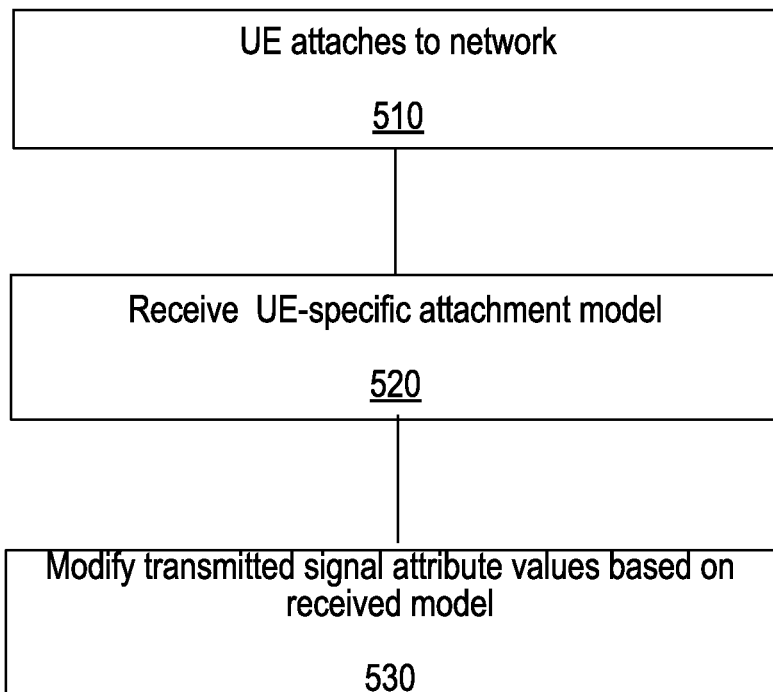 UE attaches to network
510
Receive UE-specific attachment model
520
Modify transmitted signal attribute values based on
received model
530